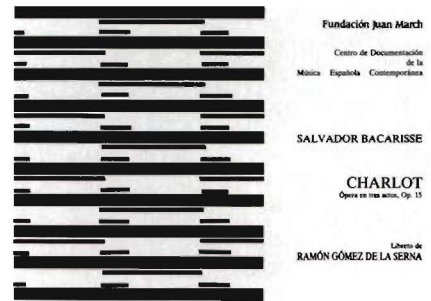 Fundación Juan March
Centro de Documentación
de la
Música Española Contemporánea
SALVADOR BACARISSE
CHARLOT
Ópera en tres actos, Op. 15
Libreto de
RAMÓN GÓMEZ DE LA SERNA